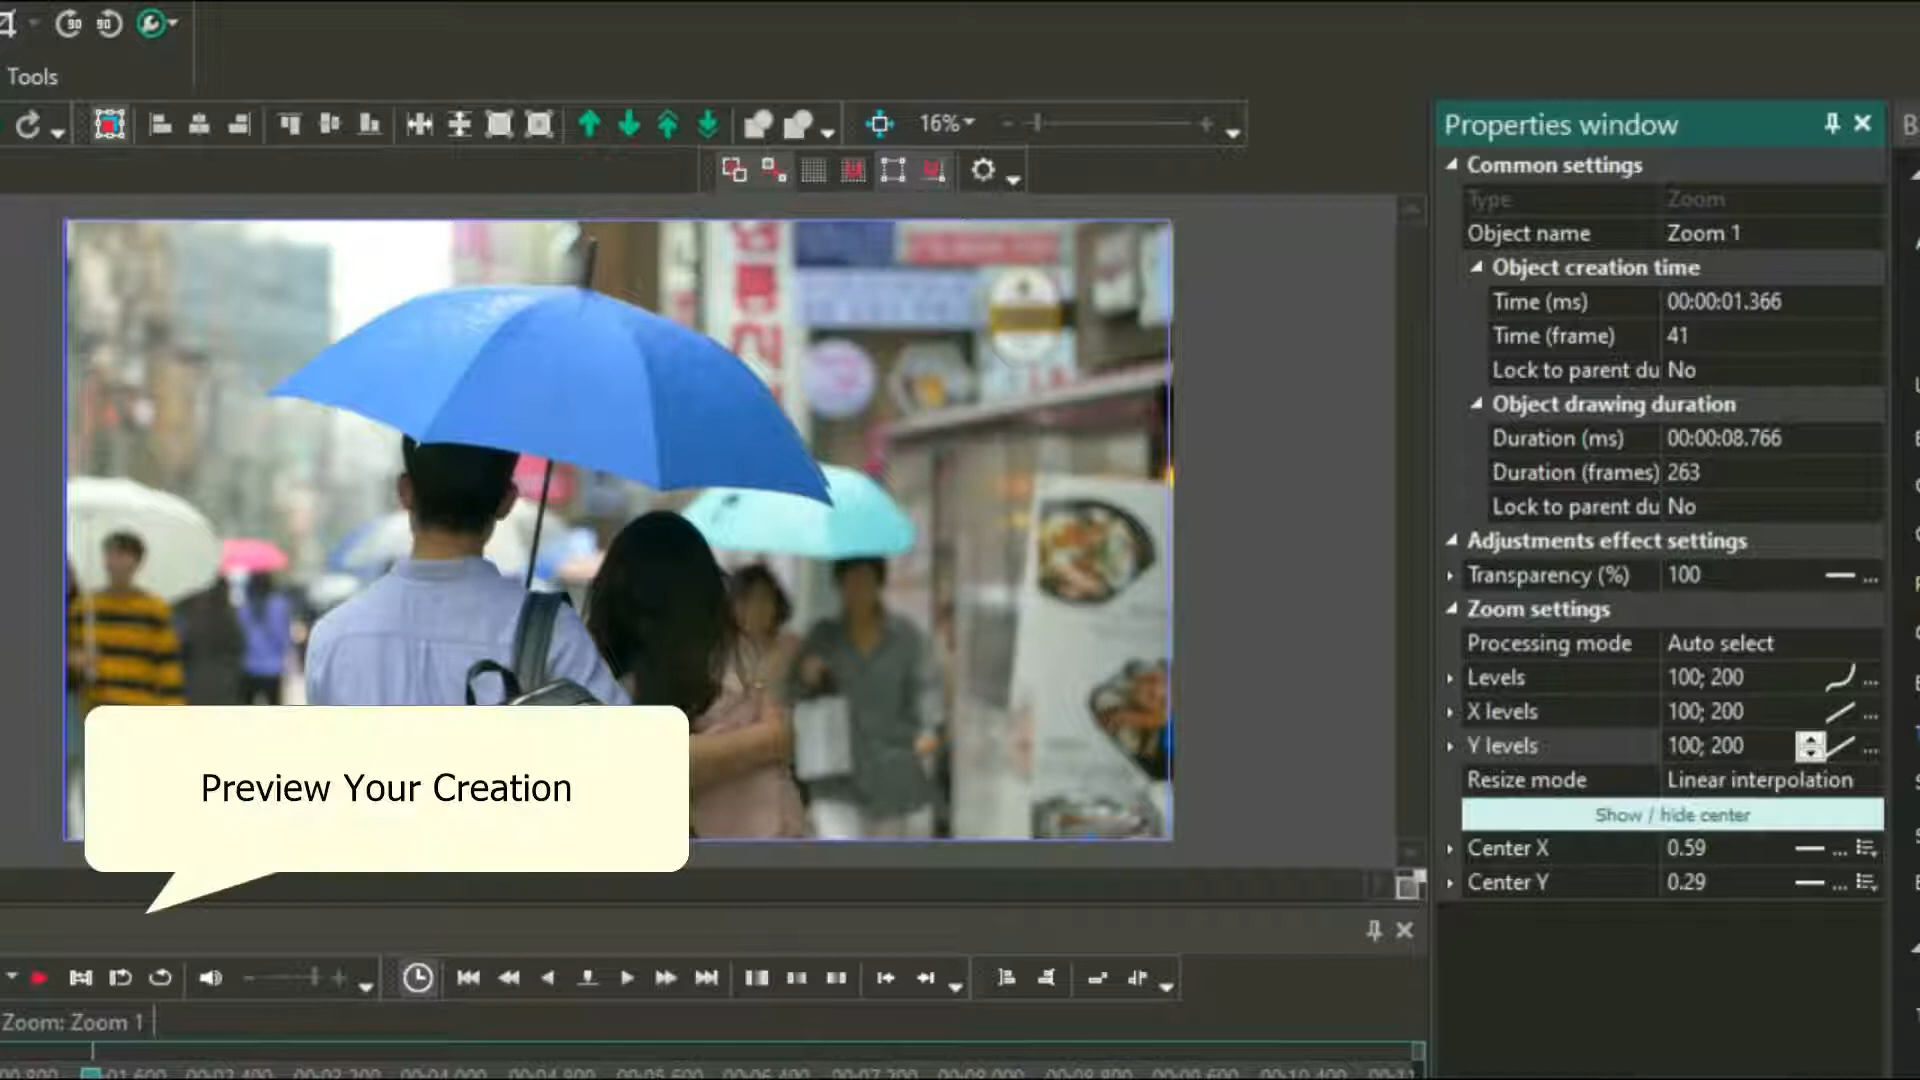 90 90
Tools
16%
Properties window
Common settings
Type Zoom
Object name Zoom 1
Object creation time
Time (ms) 00:00:01.366
Time (frame) 41
Lock to parent du No
Object drawing duration
Duration (ms) 00:00:08.766
Duration (frames) 263
Lock to parent du No
Adjustments effect settings
Transparency (%) 100 ...
Zoom settings
Processing mode Auto select
Levels 100; 200 ...
X levels 100; 200 ...
Y levels 100; 200 ...
Resize mode Linear interpolation
Show / hide center
Center X 0.59 ...
Center Y 0.29 ...
Preview Your Creation
Zoom: Zoom 1